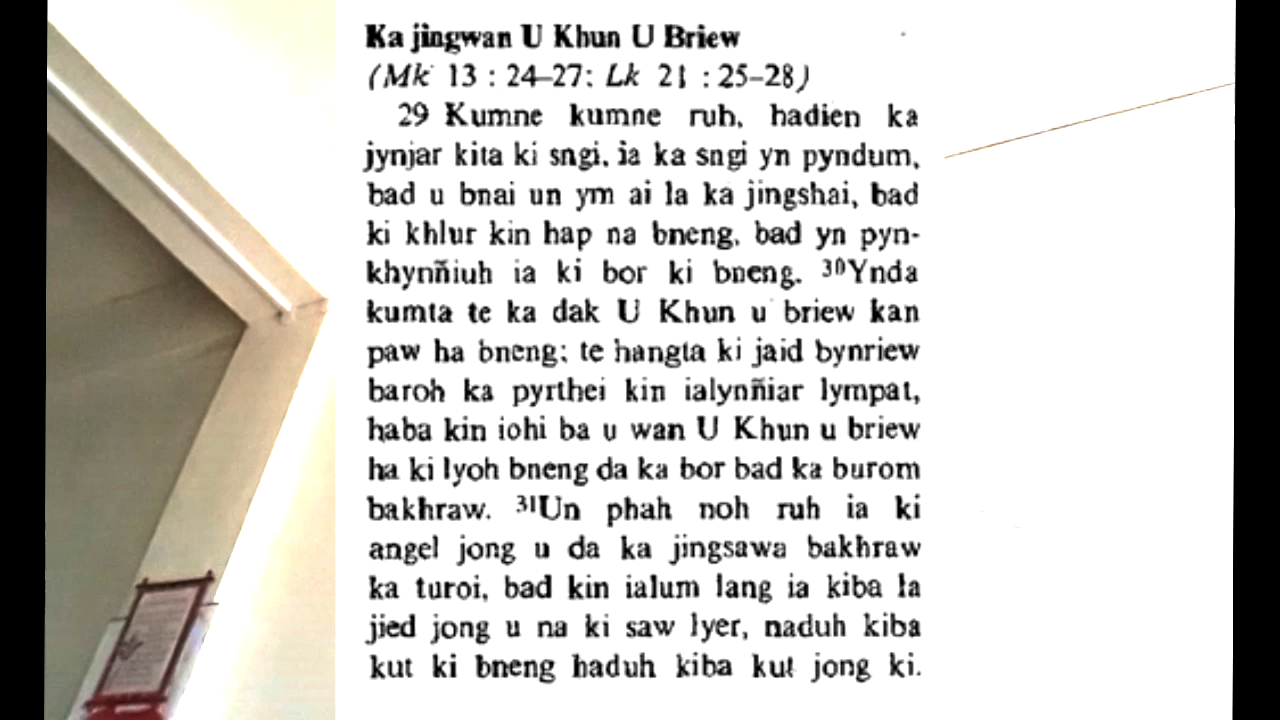 Ka jingwan U Khun U Briew
(Mk 13 : 24–27: Lk 21 : 25–28)
29 Kumne kumne ruh, hadien ka
jynjar kita ki sngi, ia ka sngi yn pyndum,
bad u bnai un ym ai la ka jingshai, bad
ki khlur kin hap na bneng, bad yn pyn-
khynñiuh ia ki bor ki bneng. ³⁰Ynda
kumta te ka dak U Khun u briew kan
paw ha bneng; te hangta ki jaid bynriew
baroh ka pyrthei kin ialynñiar lympat,
haba kin iohi ba u wan U Khun u briew
ha ki lyoh bneng da ka bor bad ka burom
bakhraw. ³¹Un phah noh ruh ia ki
angel jong u da ka jingsawa bakhraw
ka turoi, bad kin ialum lang ia kiba la
jied jong u na ki saw lyer, naduh kiba
kut ki bneng haduh kiba kut jong ki.